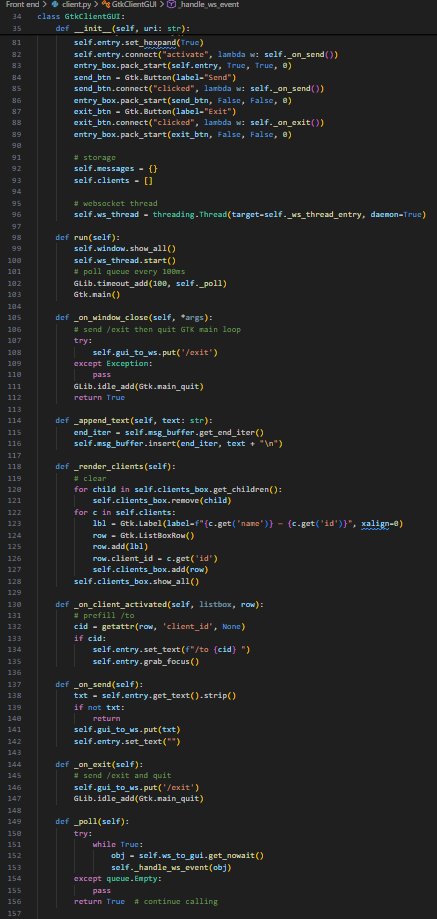 Front end > client.py > GtkClientGUI > _handle_ws_event
34 class GtkClientGUI:
35     def __init__(self, uri: str):
81         self.entry.set_hexpand(True)
82         self.entry.connect("activate", lambda w: self._on_send())
83         entry_box.pack_start(self.entry, True, True, 0)
84         send_btn = Gtk.Button(label="Send")
85         send_btn.connect("clicked", lambda w: self._on_send())
86         entry_box.pack_start(send_btn, False, False, 0)
87         exit_btn = Gtk.Button(label="Exit")
88         exit_btn.connect("clicked", lambda w: self._on_exit())
89         entry_box.pack_start(exit_btn, False, False, 0)
90
91         # storage
92         self.messages = {}
93         self.clients = []
94
95         # websocket thread
96         self.ws_thread = threading.Thread(target=self._ws_thread_entry, daemon=True)
97
98     def run(self):
99         self.window.show_all()
100         self.ws_thread.start()
101         # poll queue every 100ms
102         GLib.timeout_add(100, self._poll)
103         Gtk.main()
104
105     def _on_window_close(self, *args):
106         # send /exit then quit GTK main loop
107         try:
108             self.gui_to_ws.put('/exit')
109         except Exception:
110             pass
111         GLib.idle_add(Gtk.main_quit)
112         return True
113
114     def _append_text(self, text: str):
115         end_iter = self.msg_buffer.get_end_iter()
116         self.msg_buffer.insert(end_iter, text + "\n")
117
118     def _render_clients(self):
119         # clear
120         for child in self.clients_box.get_children():
121             self.clients_box.remove(child)
122         for c in self.clients:
123             lbl = Gtk.Label(label=f"{c.get('name')} — {c.get('id')}", xalign=0)
124             row = Gtk.ListBoxRow()
125             row.add(lbl)
126             row.client_id = c.get('id')
127             self.clients_box.add(row)
128         self.clients_box.show_all()
129
130     def _on_client_activated(self, listbox, row):
131         # prefill /to
132         cid = getattr(row, 'client_id', None)
133         if cid:
134             self.entry.set_text(f"/to {cid} ")
135             self.entry.grab_focus()
136
137     def _on_send(self):
138         txt = self.entry.get_text().strip()
139         if not txt:
140             return
141         self.gui_to_ws.put(txt)
142         self.entry.set_text("")
143
144     def _on_exit(self):
145         # send /exit and quit
146         self.gui_to_ws.put('/exit')
147         GLib.idle_add(Gtk.main_quit)
148
149     def _poll(self):
150         try:
151             while True:
152                 obj = self.ws_to_gui.get_nowait()
153                 self._handle_ws_event(obj)
154         except queue.Empty:
155             pass
156         return True  # continue calling
157